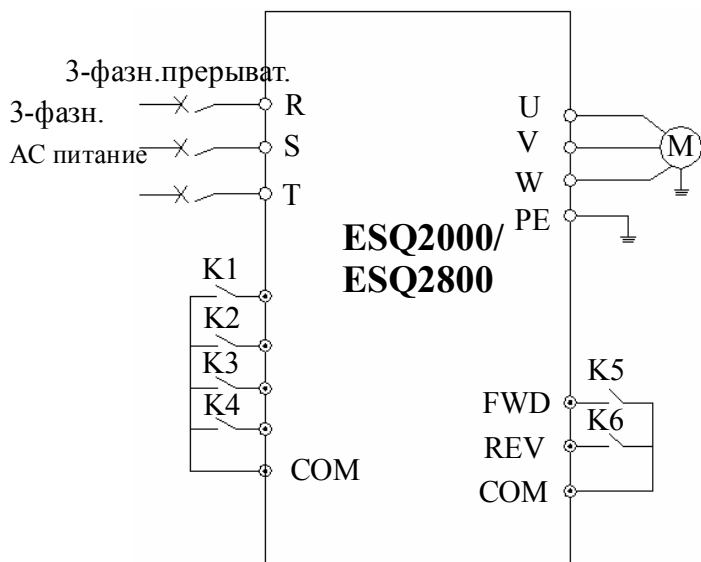 3-фазн.прерыват.
3-фазн.
АС питание
R
S
T
U
V
W
PE
M
ESQ2000/
ESQ2800
K1
K2
K3
K4
COM
FWD
REV
COM
K5
K6